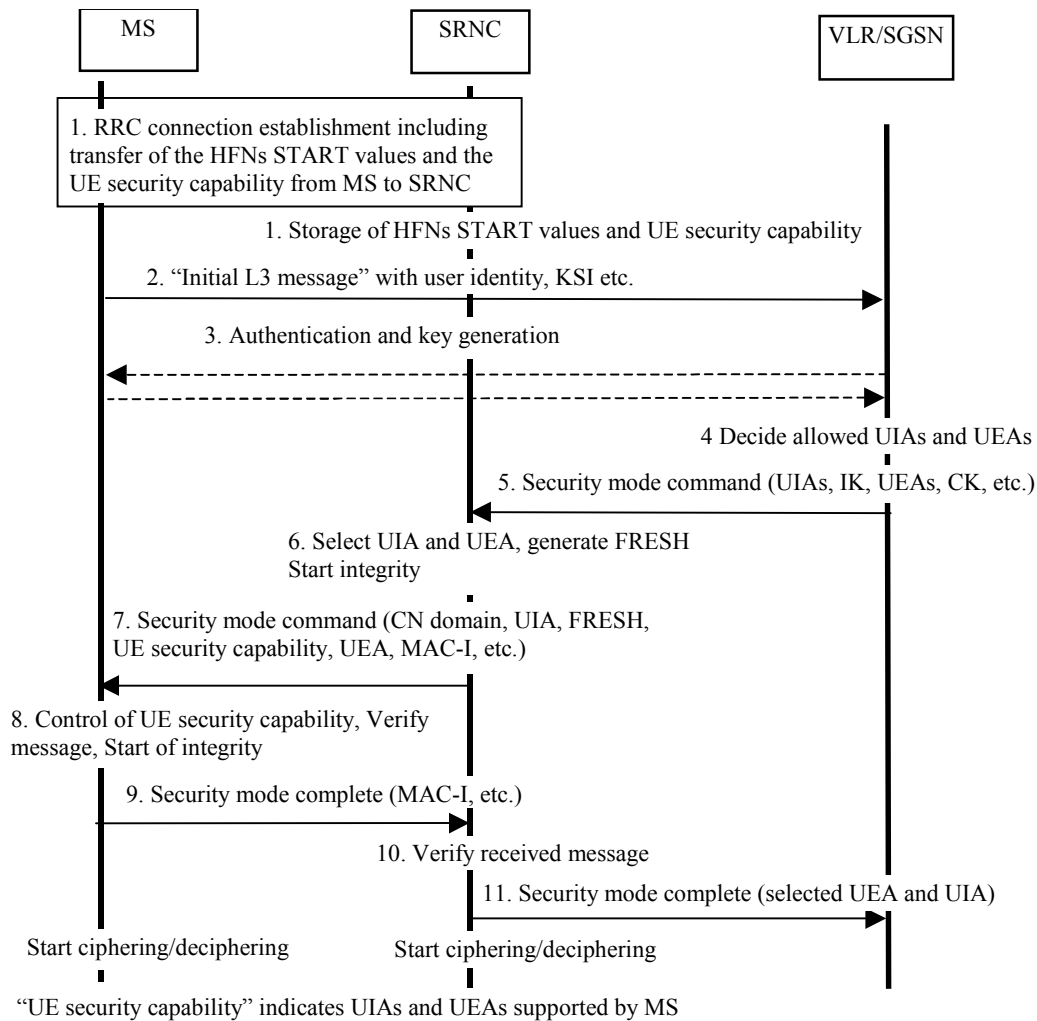 MS
SRNC
VLR/SGSN
1. RRC connection establishment including
transfer of the HFNs START values and the
UE security capability from MS to SRNC
1. Storage of HFNs START values and UE security capability
2. “Initial L3 message” with user identity, KSI etc.
3. Authentication and key generation
4 Decide allowed UIAs and UEAs
5. Security mode command (UIAs, IK, UEAs, CK, etc.)
6. Select UIA and UEA, generate FRESH
Start integrity
7. Security mode command (CN domain, UIA, FRESH,
UE security capability, UEA, MAC-I, etc.)
8. Control of UE security capability, Verify
message, Start of integrity
9. Security mode complete (MAC-I, etc.)
10. Verify received message
11. Security mode complete (selected UEA and UIA)
Start ciphering/deciphering
Start ciphering/deciphering
“UE security capability” indicates UIAs and UEAs supported by MS